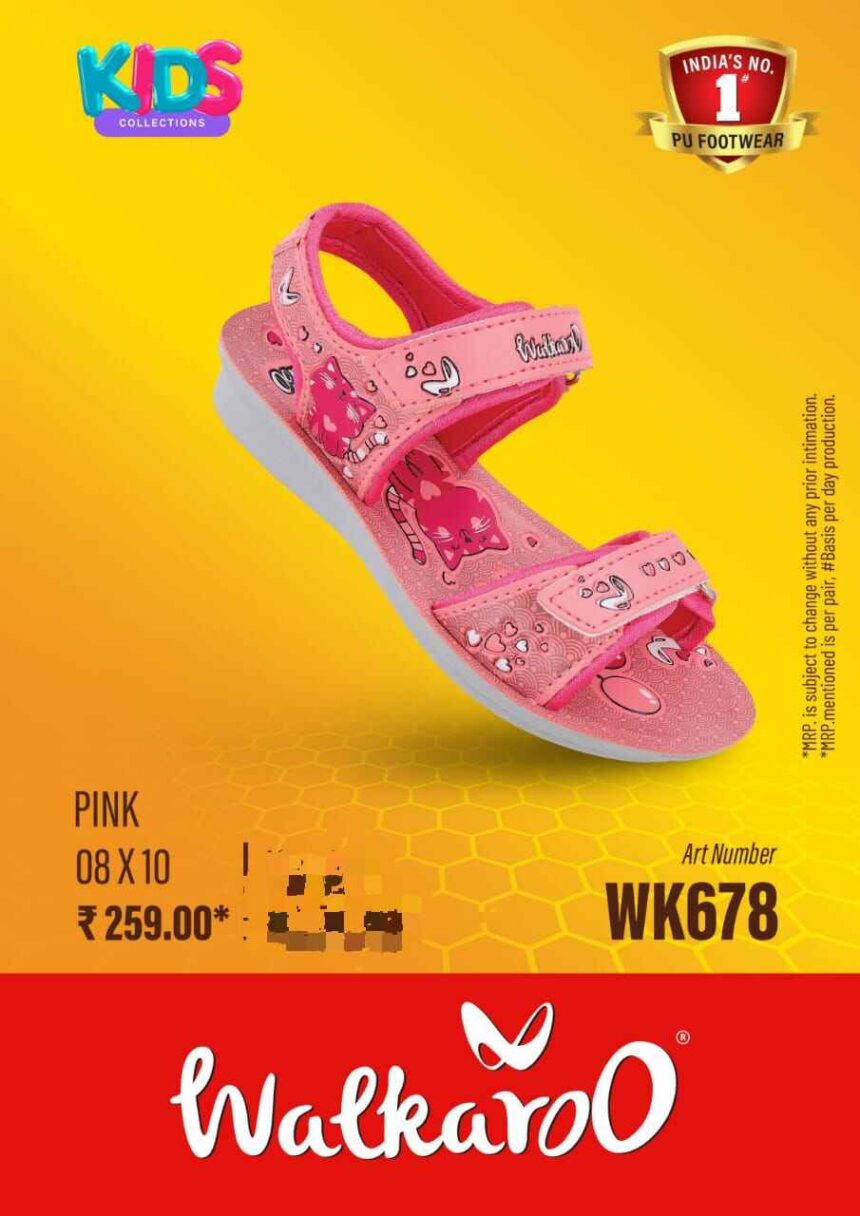 KIDS
COLLECTIONS
INDIA'S NO.
1#
PU FOOTWEAR
Walkaroo
*MRP. is subject to change without any prior intimation.
*MRP.mentioned is per pair, #Basis per day production.
PINK
08 X 10
₹ 259.00*
Art Number
WK678
Walkaroo®